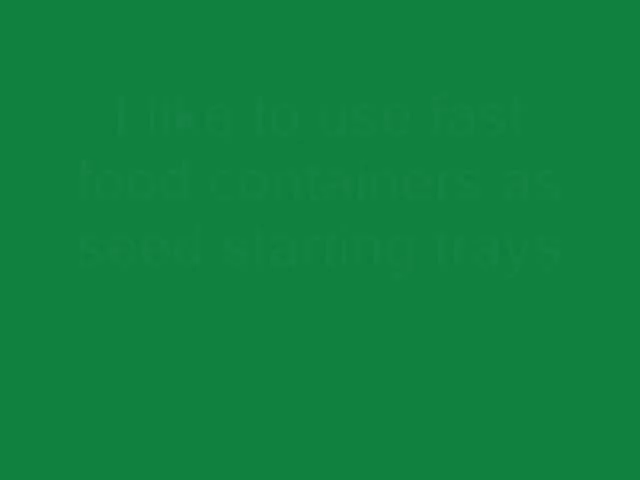 I like to use fast
food containers as
seed starting trays